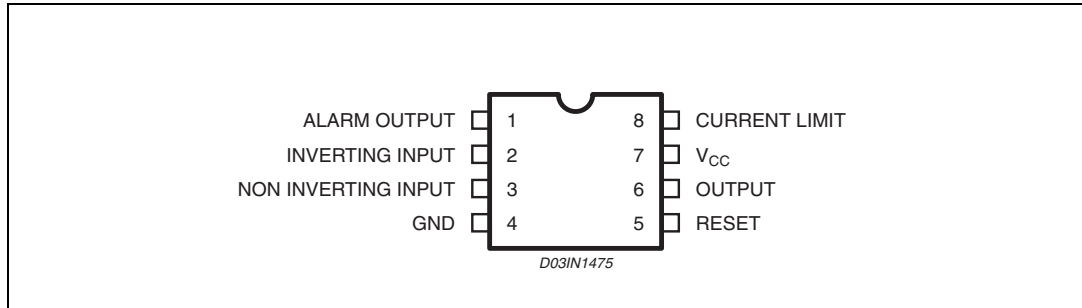 ALARM OUTPUT 1 8 CURRENT LIMIT
INVERTING INPUT 2 7 VCC
NON INVERTING INPUT 3 6 OUTPUT
GND 4 5 RESET
D03IN1475